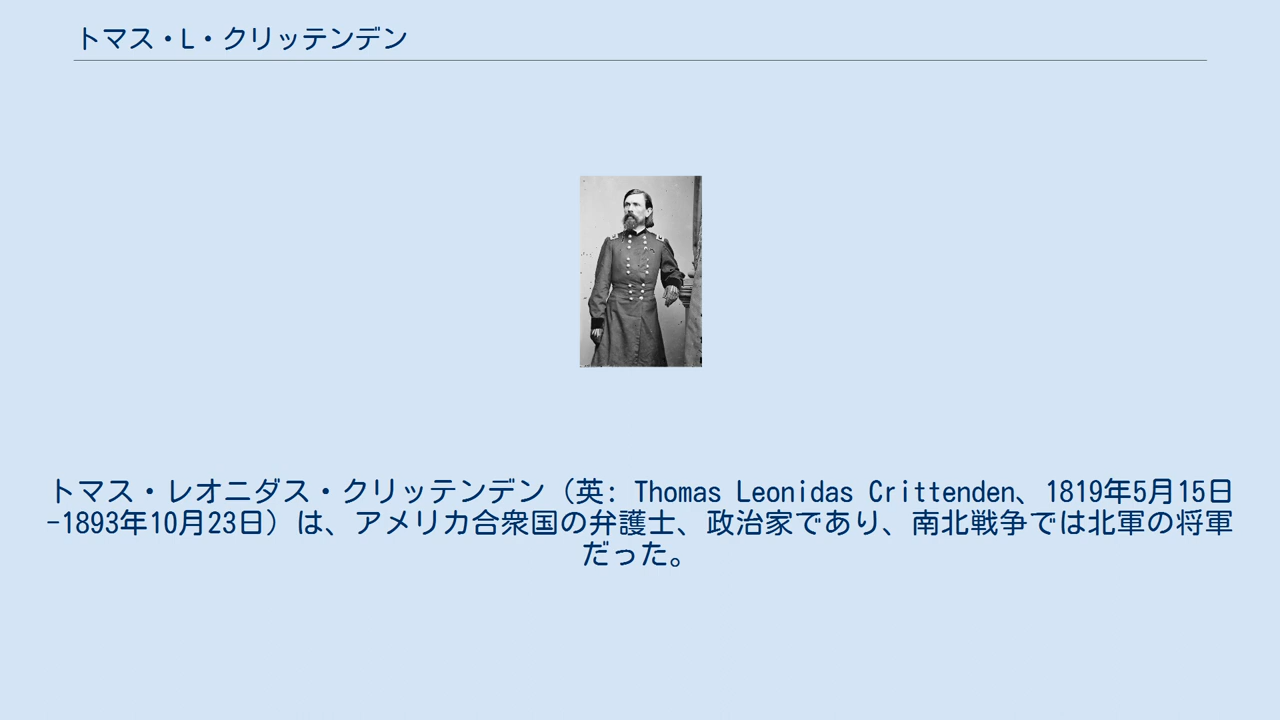 トマス・L・クリッテンデン
トマス・レオニダス・クリッテンデン（英: Thomas Leonidas Crittenden、1819年5月15日
-1893年10月23日）は、アメリカ合衆国の弁護士、政治家であり、南北戦争では北軍の将軍
だった。